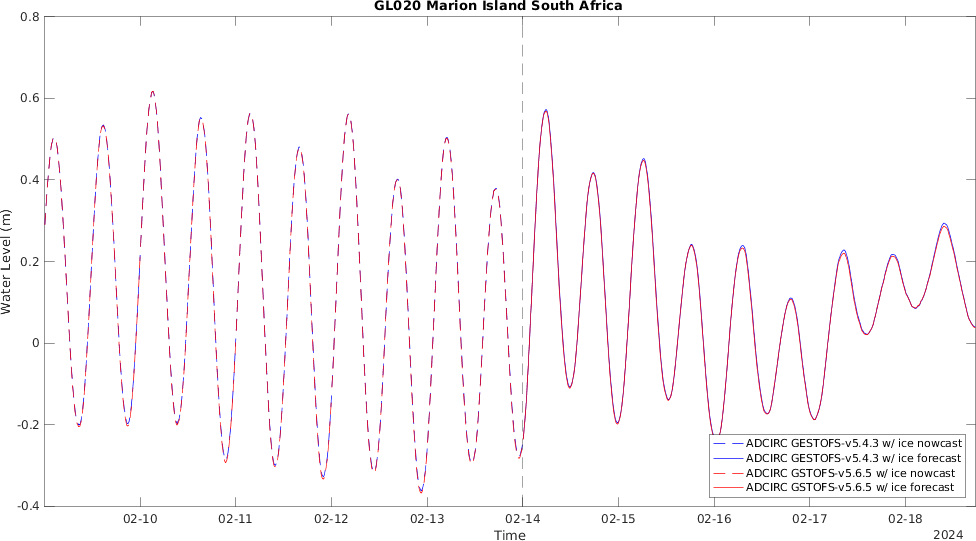 GL020 Marion Island South Africa
Water Level (m)
0.8
0.6
0.4
0.2
0
-0.2
-0.4
ADCIRC GESTOFS-v5.4.3 w/ ice nowcast
ADCIRC GESTOFS-v5.4.3 w/ ice forecast
ADCIRC GSTOFS-v5.6.5 w/ ice nowcast
ADCIRC GSTOFS-v5.6.5 w/ ice forecast
02-10 02-11 02-12 02-13 02-14 02-15 02-16 02-17 02-18
Time
2024